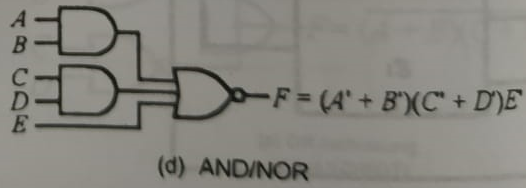 A
B
C
D
E
F = (A' + B')(C' + D')E
(d) AND/NOR